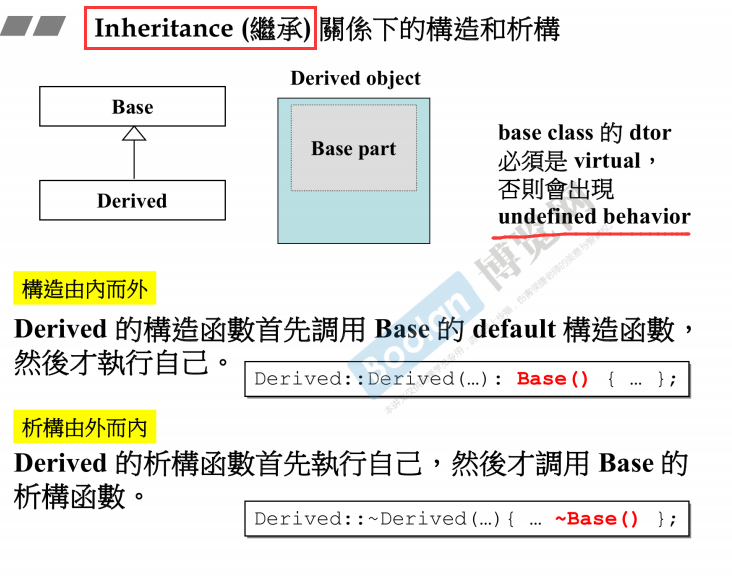 Inheritance (繼承) 關係下的構造和析構
Derived object
Base
Base part
Derived
base class 的 dtor
必須是 virtual，
否則會出現
undefined behavior
Boolan 博览网
構造由內而外
Derived 的構造函數首先調用 Base 的 default 構造函數，
然後才執行自己。
Derived::Derived(…): Base() { … };
析構由外而內
Derived 的析構函數首先執行自己，然後才調用 Base 的
析構函數。
Derived::~Derived(…){ … ~Base() };